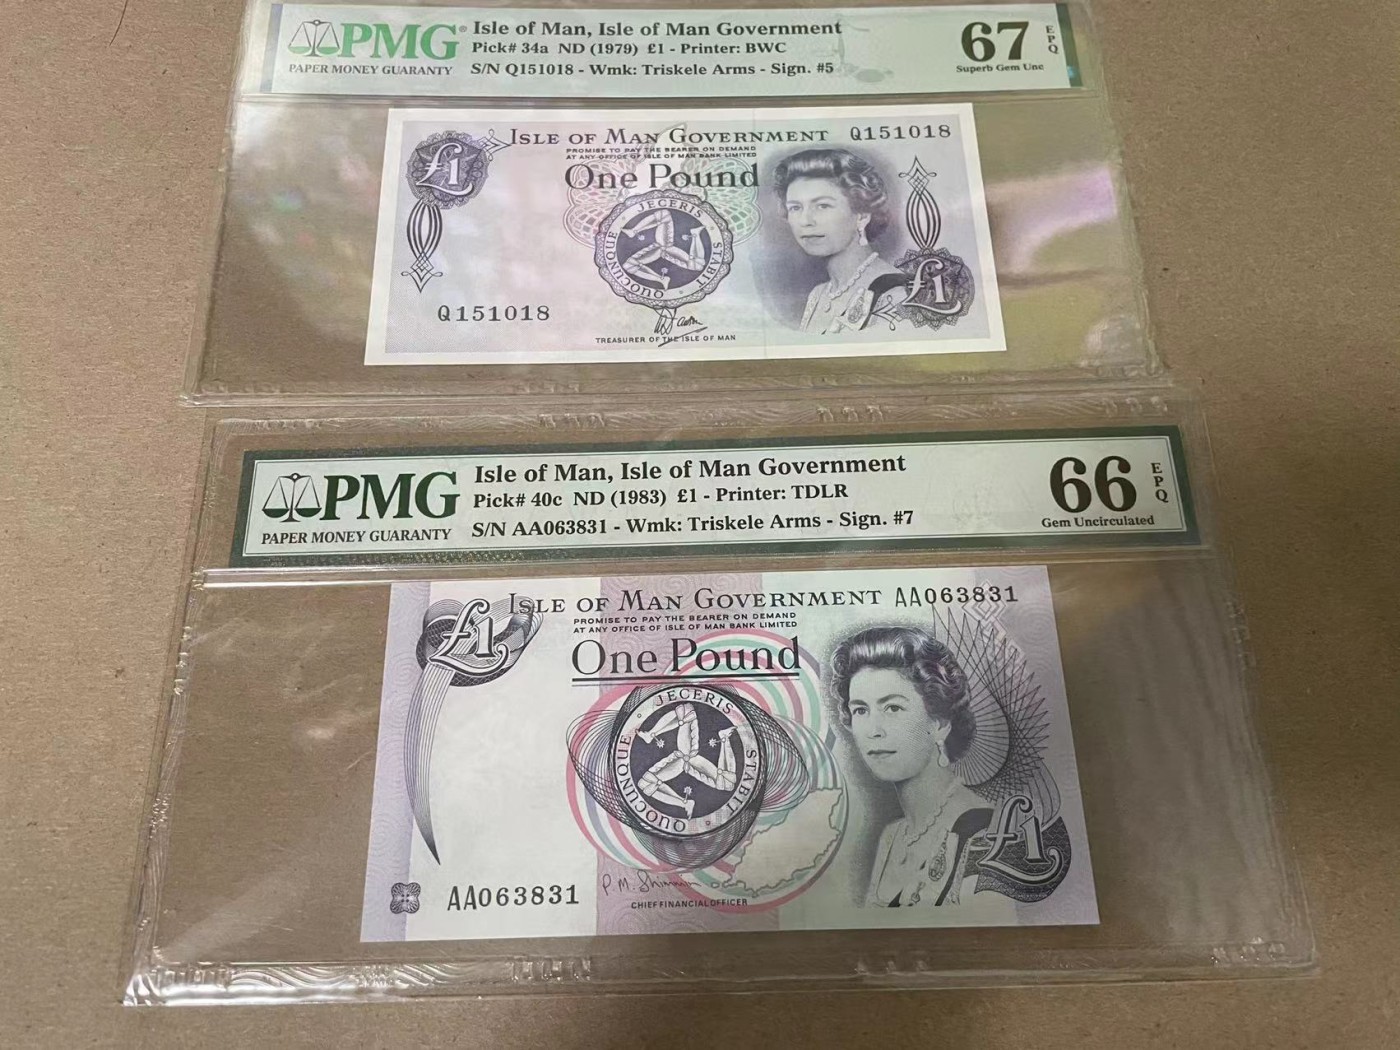 PMG®
PAPER MONEY GUARANTY
Isle of Man, Isle of Man Government
Pick# 34a ND (1979) £1 - Printer: BWC
S/N Q151018 - Wmk: Triskele Arms - Sign. #5
67
EPQ
Superb Gem Unc
£1
ISLE OF MAN GOVERNMENT Q151018
PROMISE TO PAY THE BEARER ON DEMAND
AT ANY OFFICE OF ISLE OF MAN BANK LIMITED
One Pound
QUOCUNQUE · JECERIS · STABIT
Q151018
£1
TREASURER OF THE ISLE OF MAN
PMG
PAPER MONEY GUARANTY
Isle of Man, Isle of Man Government
Pick# 40c ND (1983) £1 - Printer: TDLR
S/N AA063831 - Wmk: Triskele Arms - Sign. #7
66
EPQ
Gem Uncirculated
£1
ISLE OF MAN GOVERNMENT AA063831
PROMISE TO PAY THE BEARER ON DEMAND
AT ANY OFFICE OF ISLE OF MAN BANK LIMITED
One Pound
QUOCUNQUE · JECERIS · STABIT
£1
AA063831
P.M. Shimmin
CHIEF FINANCIAL OFFICER